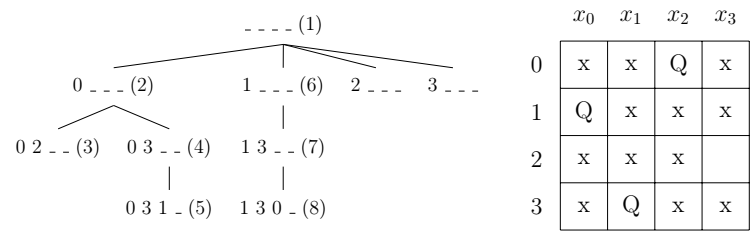 _ _ _ _ (1)
0 _ _ _ (2) 1 _ _ _ (6) 2 _ _ _ 3 _ _ _
0 2 _ _ (3) 0 3 _ _ (4) 1 3 _ _ (7)
0 3 1 _ (5) 1 3 0 _ (8)
x0 x1 x2 x3
0 x x Q x
1 Q x x x
2 x x x
3 x Q x x